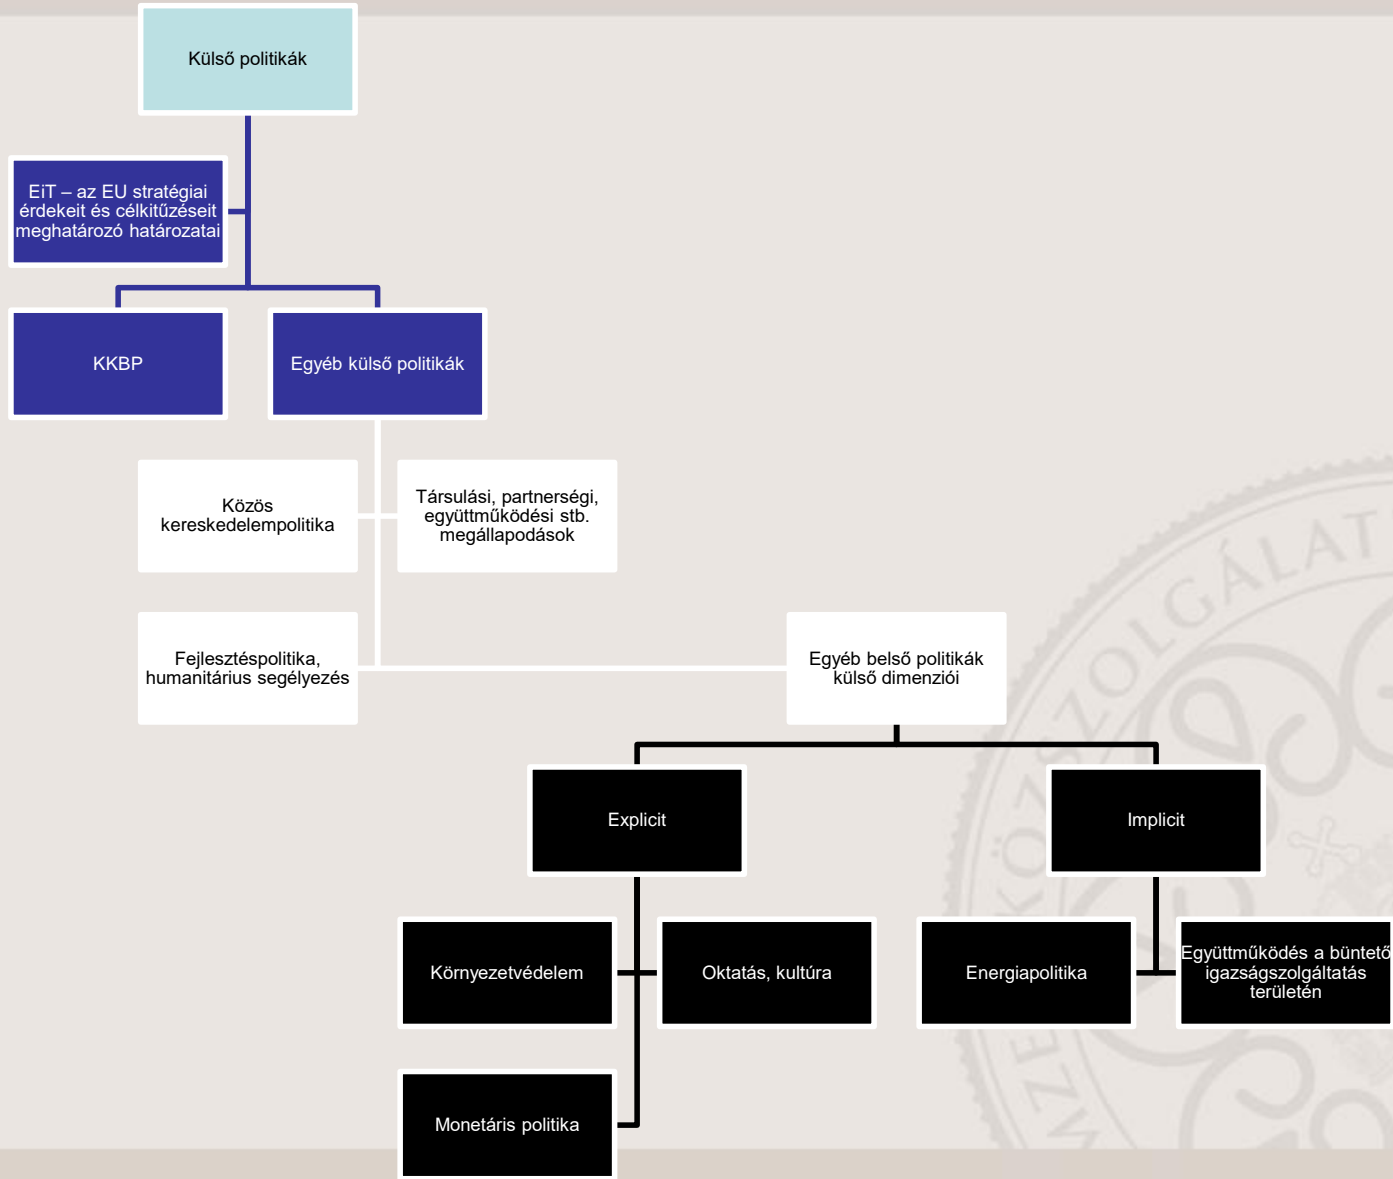 Külső politikák
EiT – az EU stratégiai
érdekeit és célkitűzéseit
meghatározó határozatai
KKBP
Egyéb külső politikák
Közös
kereskedelempolitika
Társulási, partnerségi,
együttműködési stb.
megállapodások
Fejlesztéspolitika,
humanitárius segélyezés
Egyéb belső politikák
külső dimenziói
Explicit
Implicit
Környezetvédelem
Oktatás, kultúra
Energiapolitika
Együttműködés a büntető
igazságszolgáltatás
területén
Monetáris politika
KÖZSZOLGÁLAT